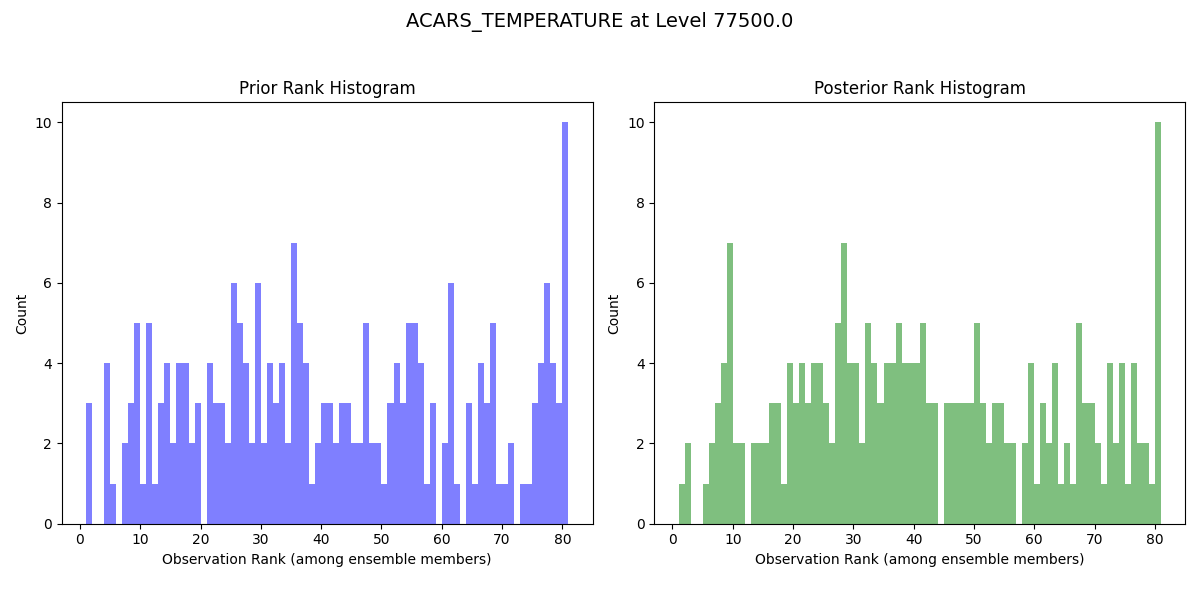 ACARS_TEMPERATURE at Level 77500.0
Prior Rank Histogram
Posterior Rank Histogram
Count
10
8
6
4
2
0
0 10 20 30 40 50 60 70 80
Observation Rank (among ensemble members)
Count
10
8
6
4
2
0
0 10 20 30 40 50 60 70 80
Observation Rank (among ensemble members)